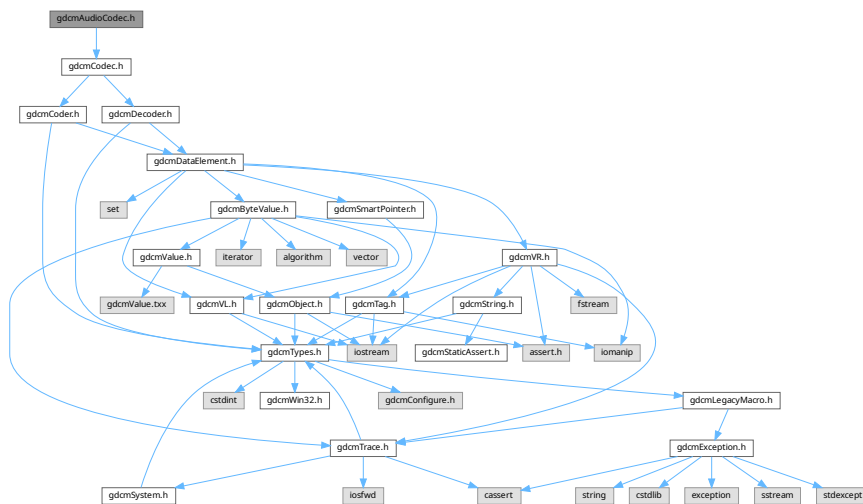 gdcmAudioCodec.h
gdcmCodec.h
gdcmCoder.h
gdcmDecoder.h
gdcmDataElement.h
set
gdcmByteValue.h
gdcmSmartPointer.h
gdcmValue.h
iterator
algorithm
vector
gdcmVR.h
gdcmValue.txx
gdcmVL.h
gdcmObject.h
gdcmTag.h
gdcmString.h
fstream
gdcmTypes.h
iostream
gdcmStaticAssert.h
assert.h
iomanip
cstdint
gdcmWin32.h
gdcmConfigure.h
gdcmLegacyMacro.h
gdcmTrace.h
gdcmException.h
gdcmSystem.h
iosfwd
cassert
string
cstdlib
exception
sstream
stdexcept